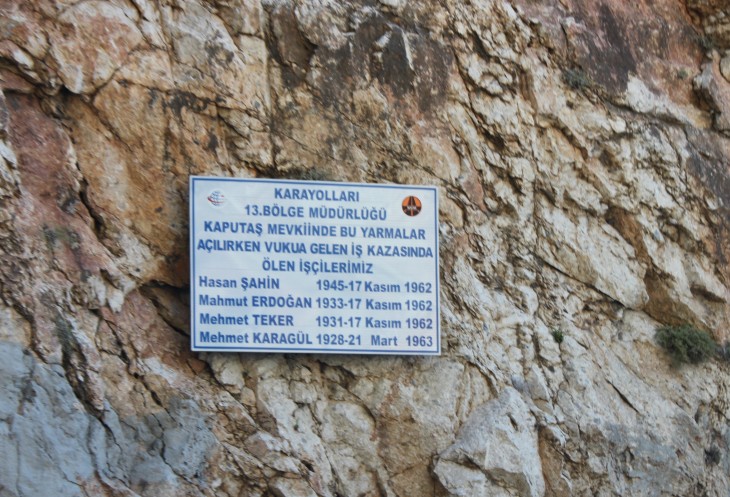 KARAYOLLARI
13.BÖLGE MÜDÜRLÜĞÜ
KAPUTAŞ MEVKİİNDE BU YARMALAR
AÇILIRKEN VUKUA GELEN İŞ KAZASINDA
ÖLEN İŞÇİLERİMİZ
Hasan ŞAHİN 1945-17 Kasım 1962
Mahmut ERDOĞAN 1933-17 Kasım 1962
Mehmet TEKER 1931-17 Kasım 1962
Mehmet KARAGÜL 1928-21 Mart 1963